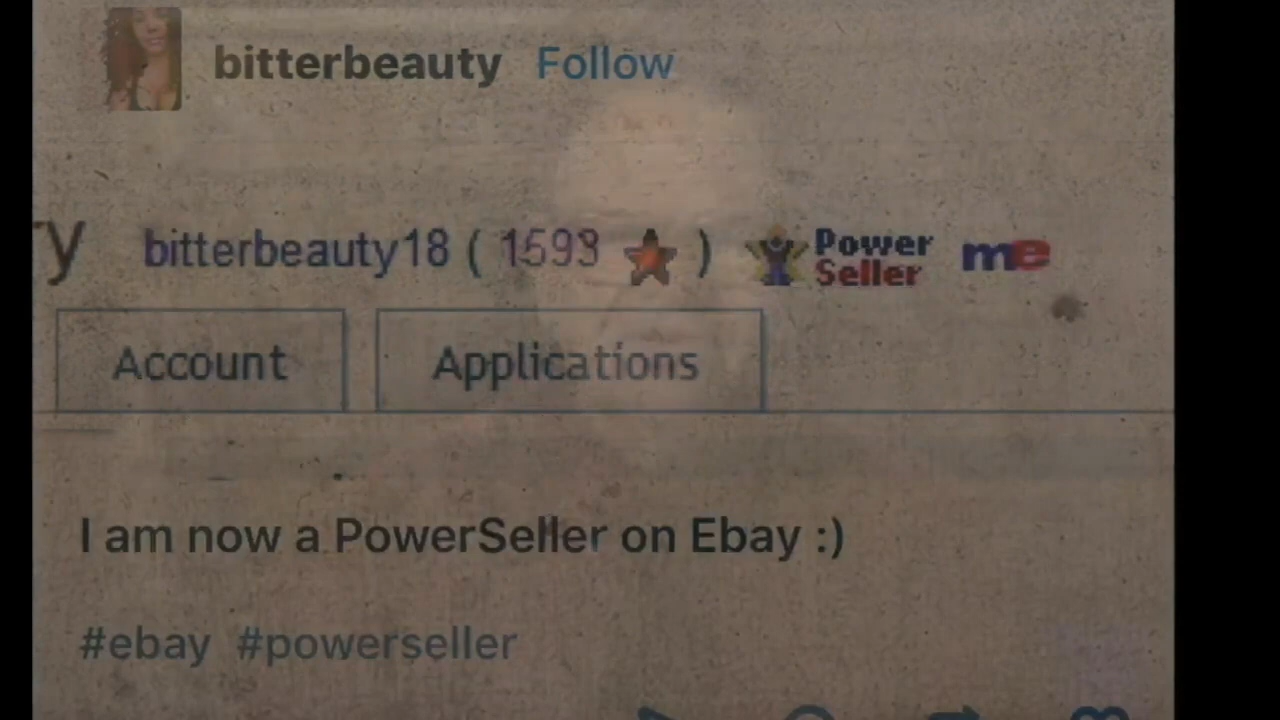 bitterbeauty Follow
y bitterbeauty18 ( 1593 ) Power Seller me
Account Applications
I am now a PowerSeller on Ebay :)
#ebay #powerseller